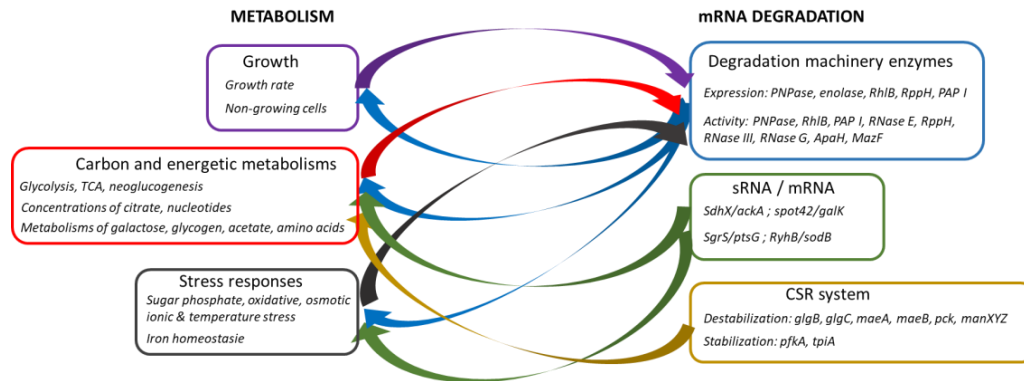 METABOLISM
mRNA DEGRADATION
Growth
Growth rate
Non-growing cells
Carbon and energetic metabolisms
Glycolysis, TCA, neoglucogenesis
Concentrations of citrate, nucleotides
Metabolisms of galactose, glycogen, acetate, amino acids
Stress responses
Sugar phosphate, oxidative, osmotic
ionic & temperature stress
Iron homeostasie
Degradation machinery enzymes
Expression: PNPase, enolase, RhlB, RppH, PAP I
Activity: PNPase, RhlB, PAP I, RNase E, RppH,
RNase III, RNase G, ApaH, MazF
sRNA / mRNA
SdhX/ackA ; spot42/galK
SgrS/ptsG ; RyhB/sodB
CSR system
Destabilization: glgB, glgC, maeA, maeB, pck, manXYZ
Stabilization: pfkA, tpiA